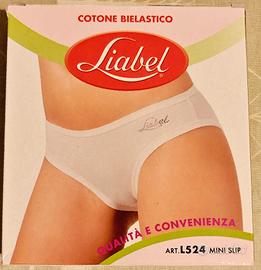 COTONE BIELASTICO
Liabel®
Liabel
QUALITÀ E CONVENIENZA
ART. L524 MINI SLIP